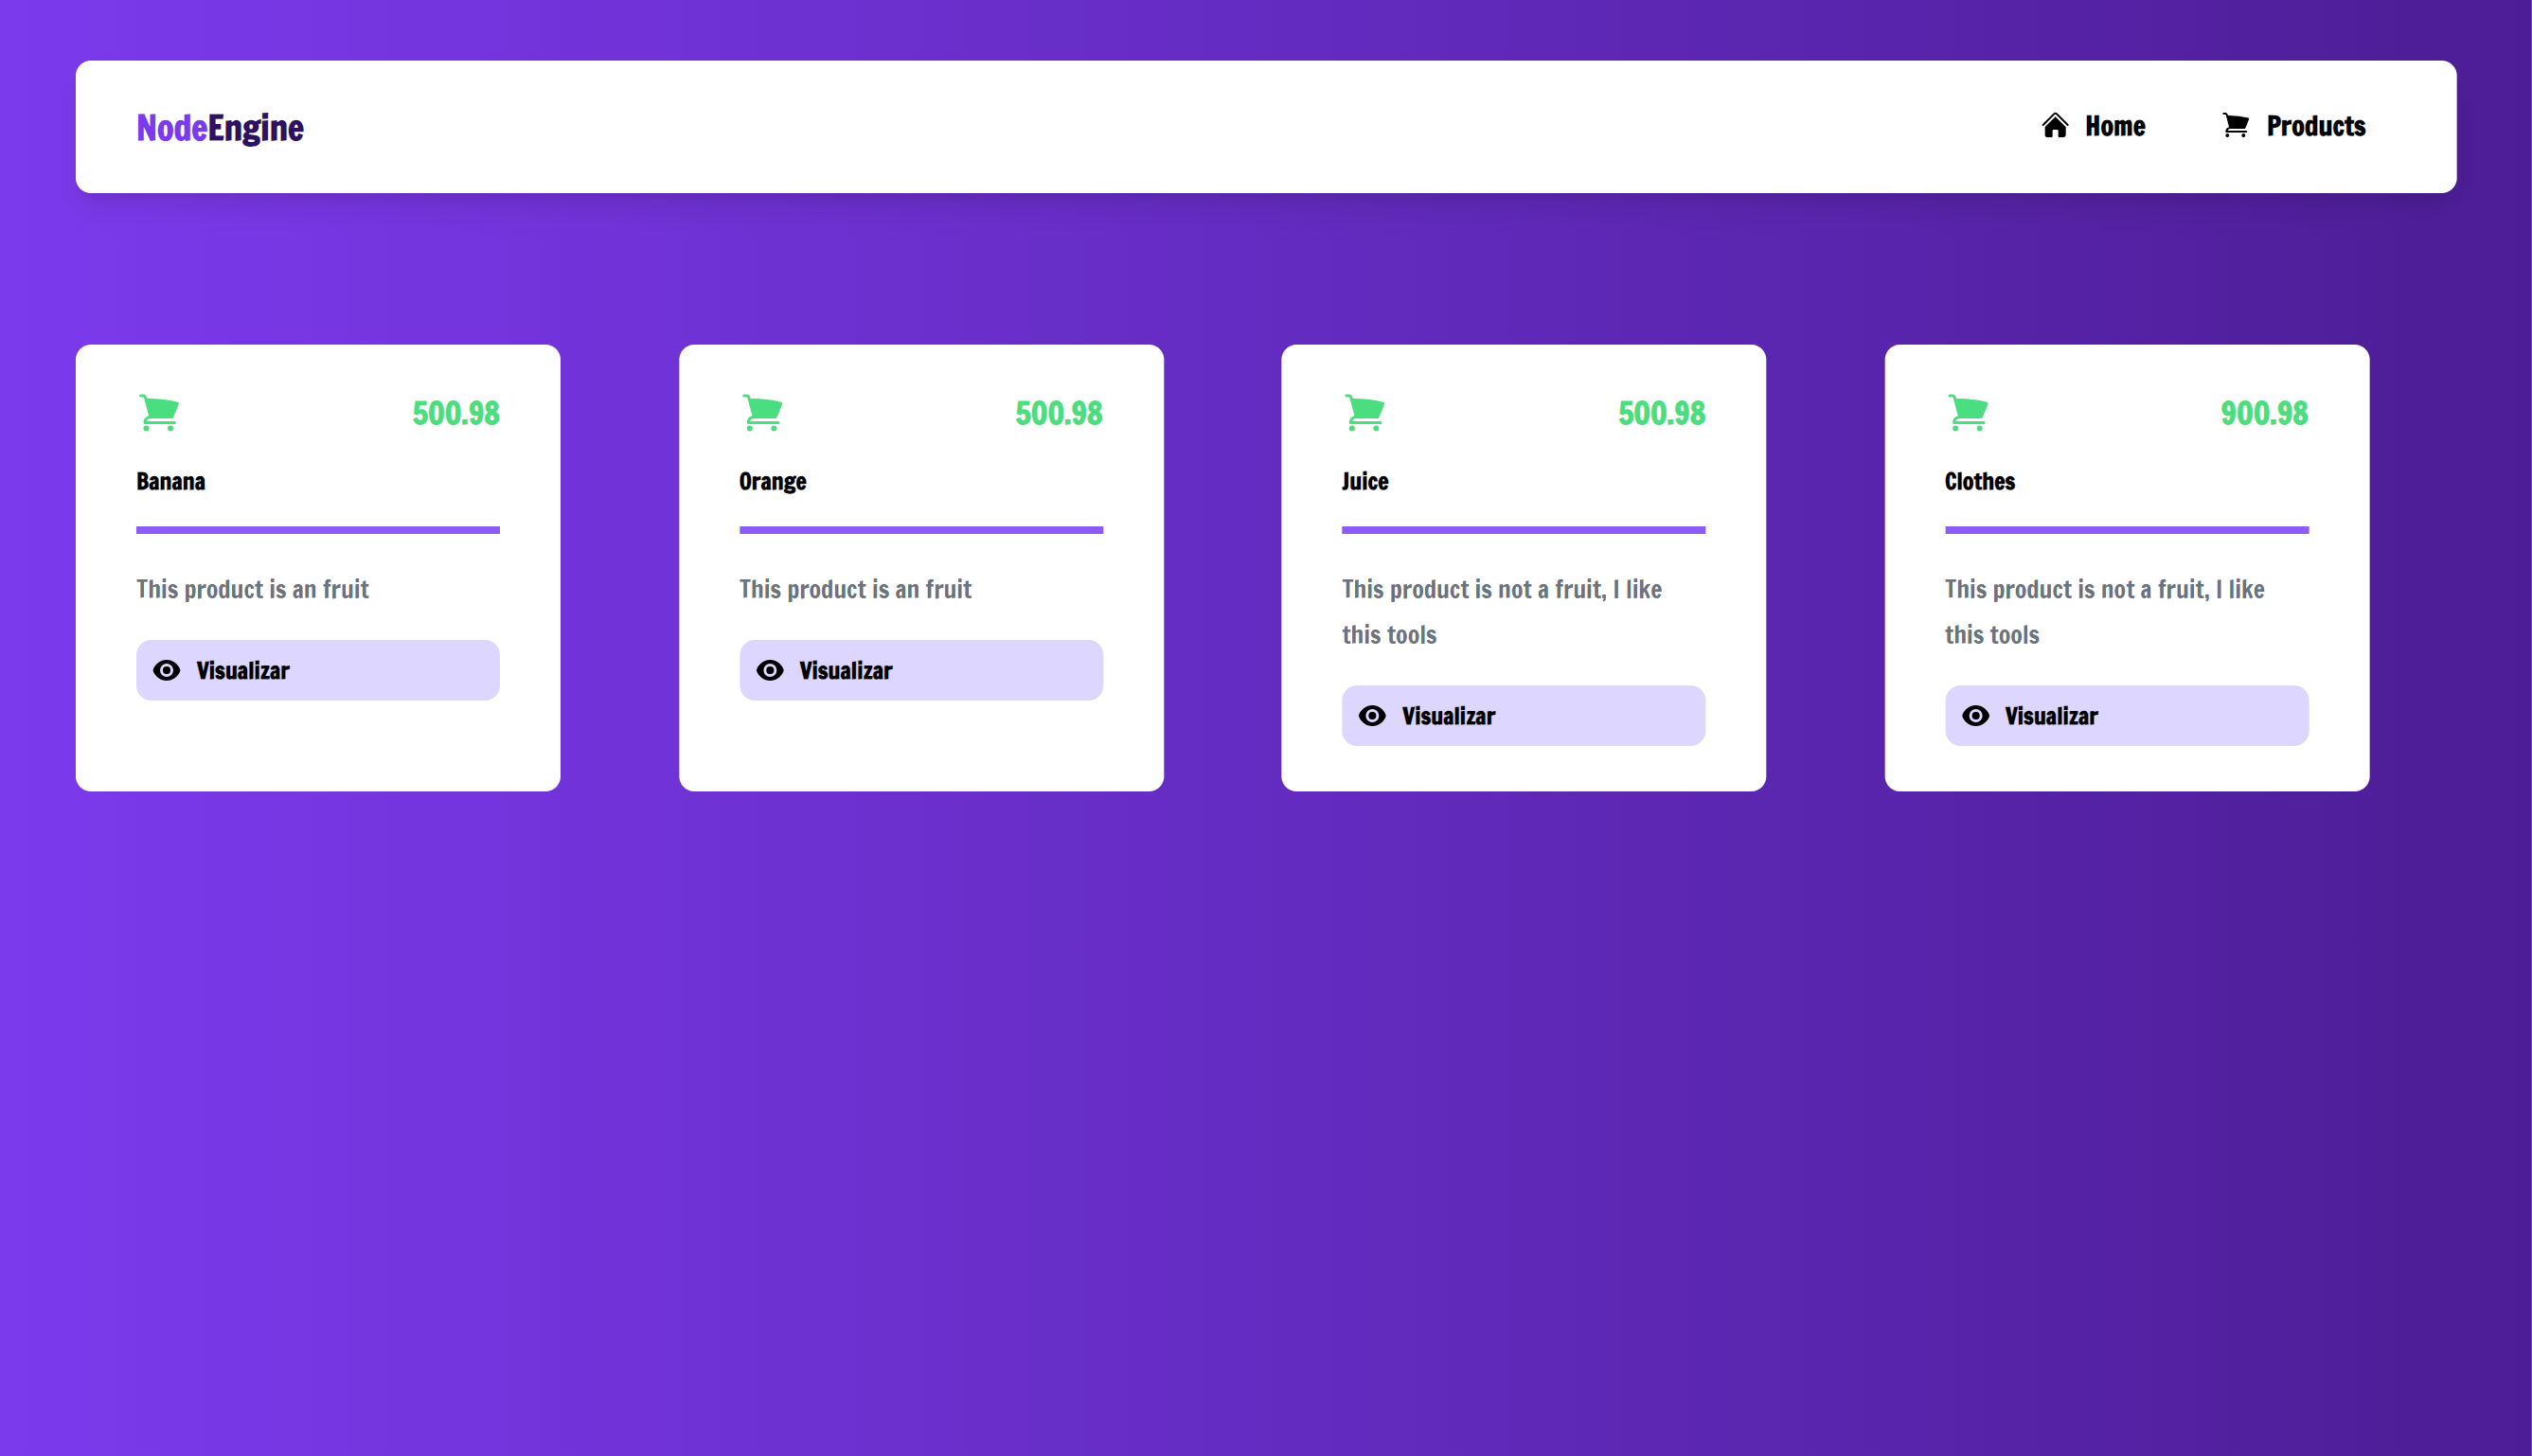 NodeEngine
Home
Products
500.98
Banana
This product is an fruit
Visualizar
500.98
Orange
This product is an fruit
Visualizar
500.98
Juice
This product is not a fruit, I like
this tools
Visualizar
900.98
Clothes
This product is not a fruit, I like
this tools
Visualizar